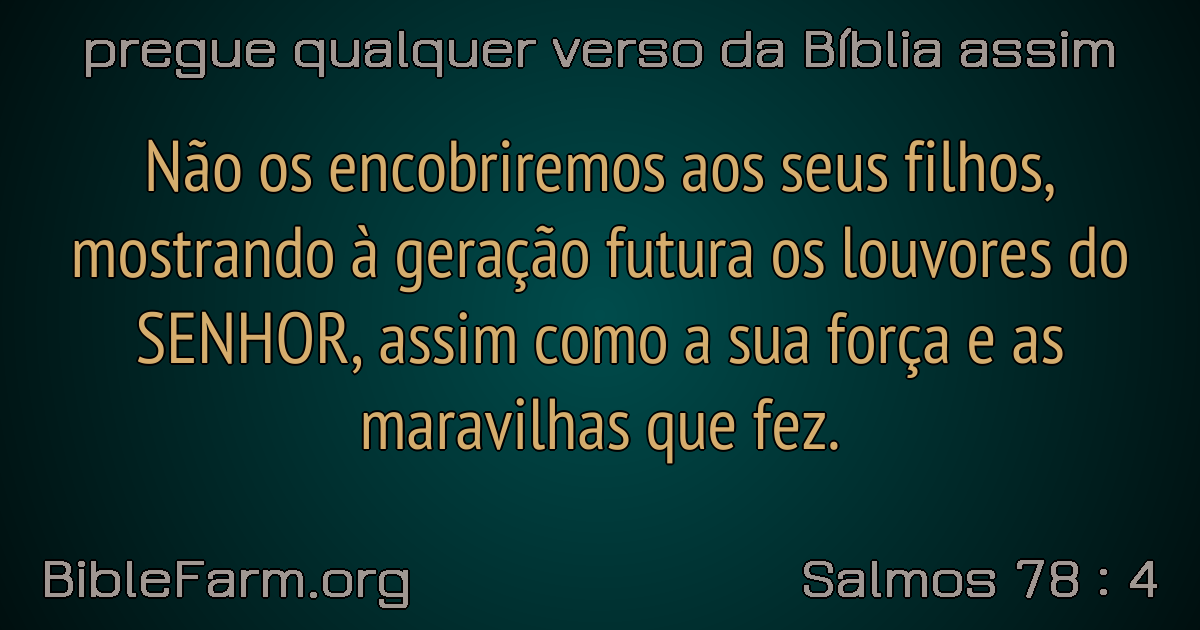 pregue qualquer verso da Bíblia assim
Não os encobriremos aos seus filhos,
mostrando à geração futura os louvores do
SENHOR, assim como a sua força e as
maravilhas que fez.
BibleFarm.org
Salmos 78 : 4